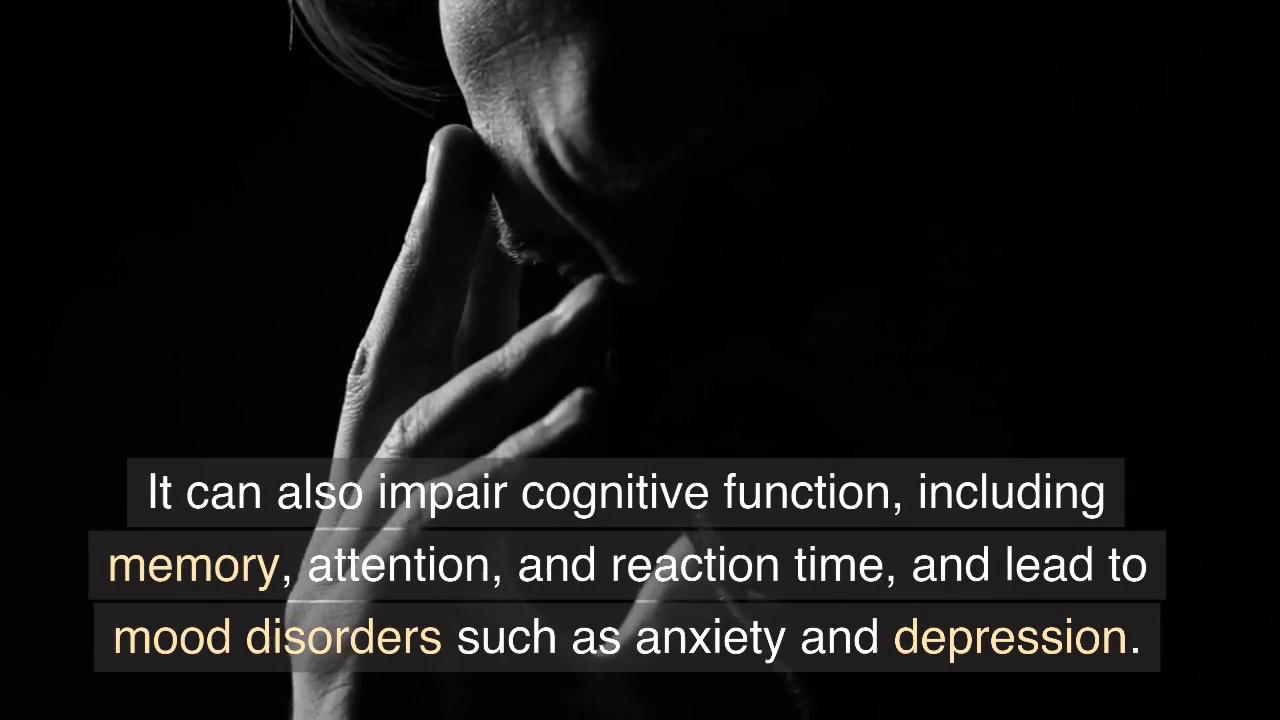 It can also impair cognitive function, including
memory, attention, and reaction time, and lead to
mood disorders such as anxiety and depression.